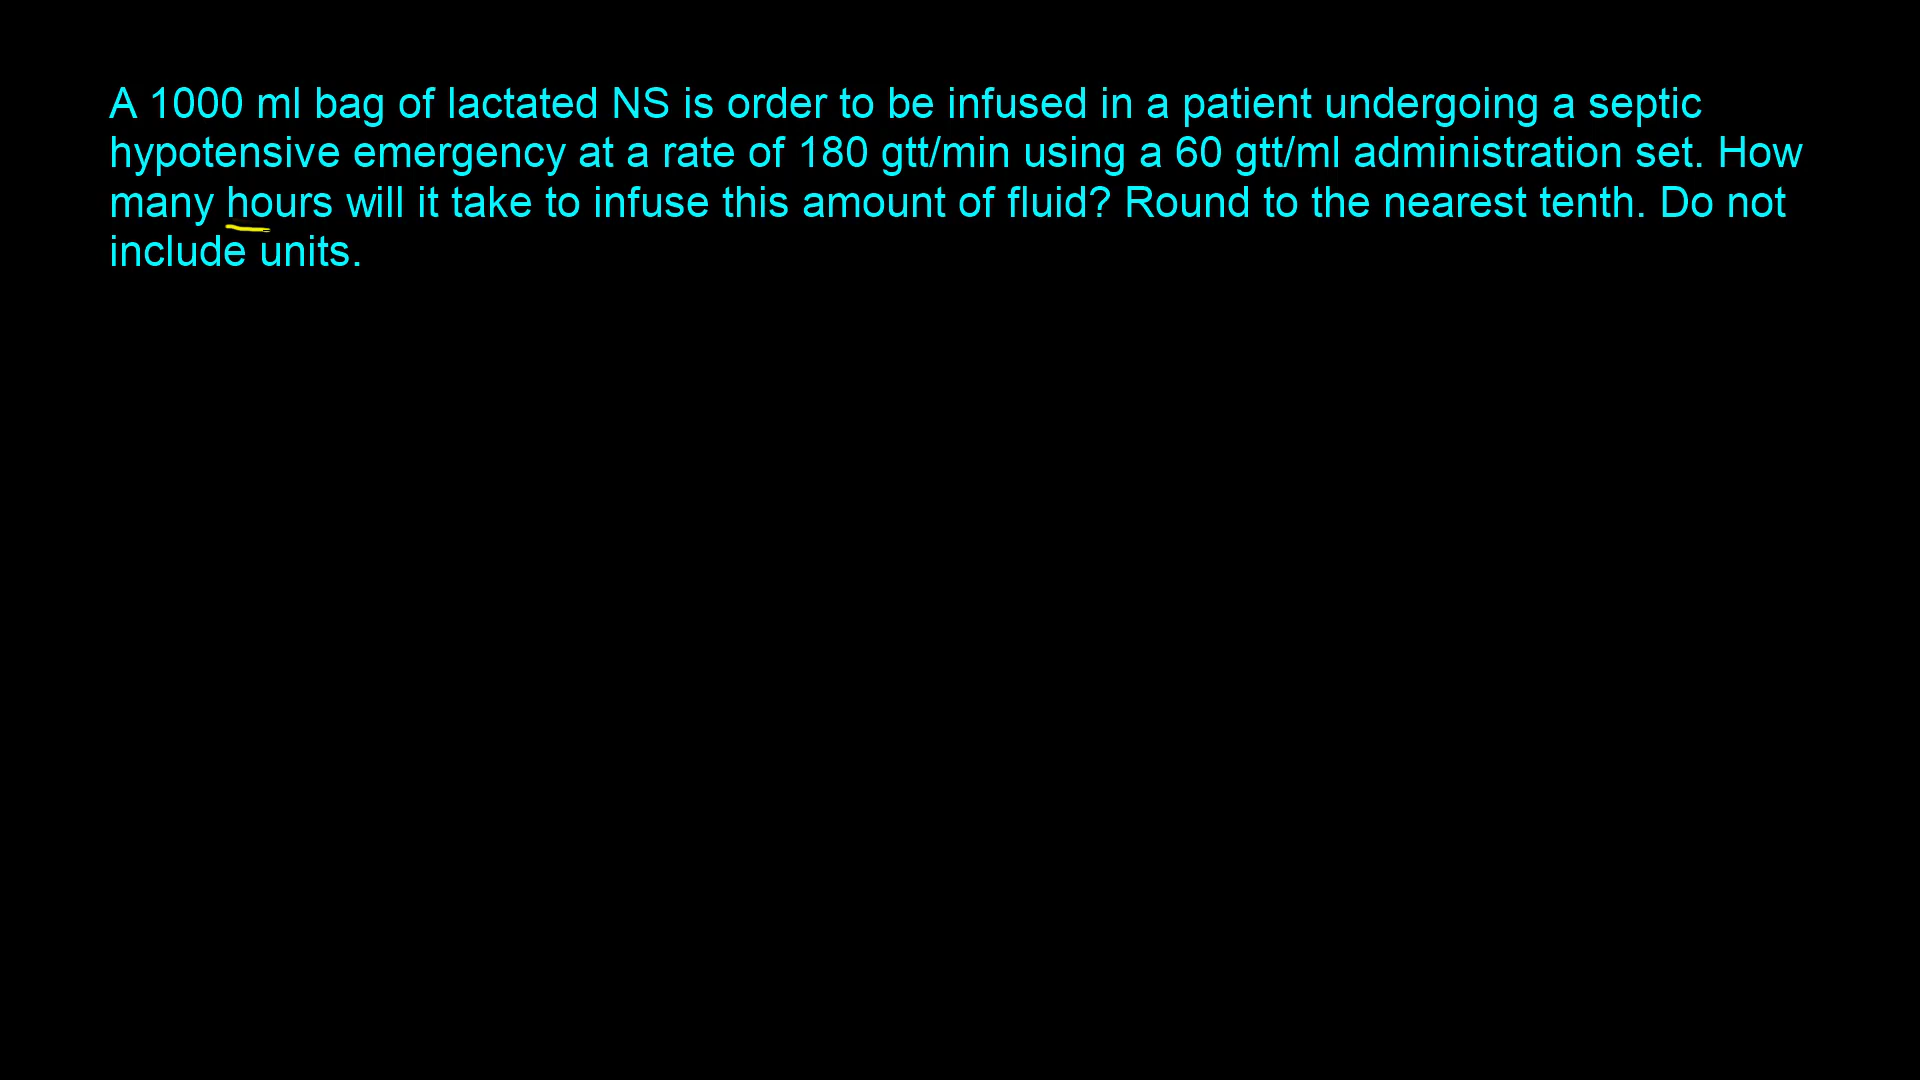 A 1000 ml bag of lactated NS is order to be infused in a patient undergoing a septic
hypotensive emergency at a rate of 180 gtt/min using a 60 gtt/ml administration set. How
many hours will it take to infuse this amount of fluid? Round to the nearest tenth. Do not
include units.